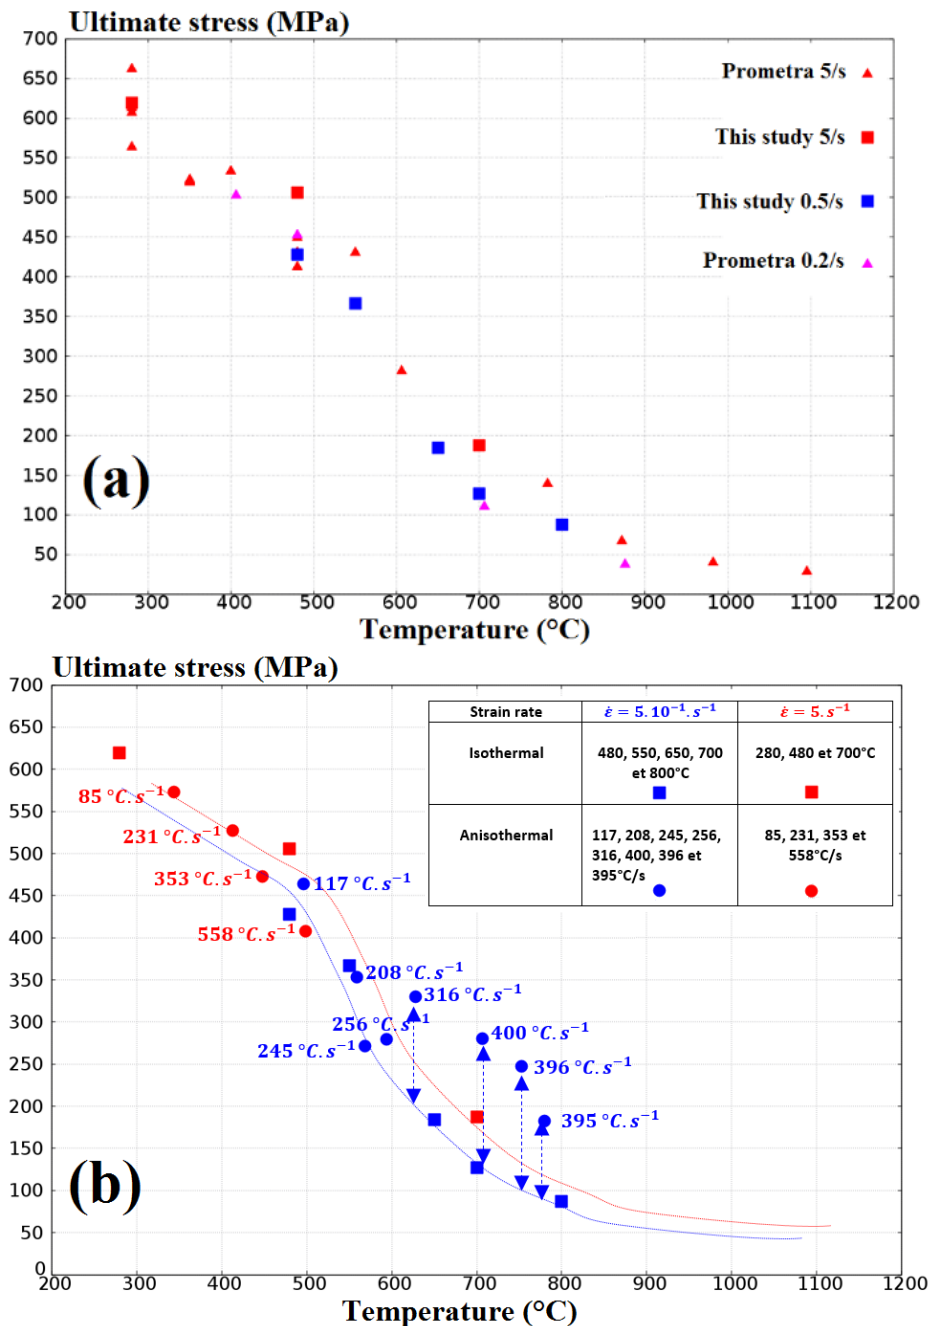 Ultimate stress (MPa)
700
650
600
550
500
450
400
350
300
250
200
150
100
50
Prometra 5/s
This study 5/s
This study 0.5/s
Prometra 0.2/s
(a)
200 300 400 500 600 700 800 900 1000 1100 1200
Temperature (°C)
Ultimate stress (MPa)
700
650
600
550
500
450
400
350
300
250
200
150
100
50
0
Strain rate
ε̇ = 5.10⁻¹.s⁻¹
ε̇ = 5.s⁻¹
Isothermal
480, 550, 650, 700
et 800°C
280, 480 et 700°C
Anisothermal
117, 208, 245, 256,
316, 400, 396 et
395°C/s
85, 231, 353 et
558°C/s
85 °C.s⁻¹
231 °C.s⁻¹
353 °C.s⁻¹
117 °C.s⁻¹
558 °C.s⁻¹
208 °C.s⁻¹
316 °C.s⁻¹
256 °C.s⁻¹
245 °C.s⁻¹
400 °C.s⁻¹
396 °C.s⁻¹
395 °C.s⁻¹
(b)
200 300 400 500 600 700 800 900 1000 1100 1200
Temperature (°C)